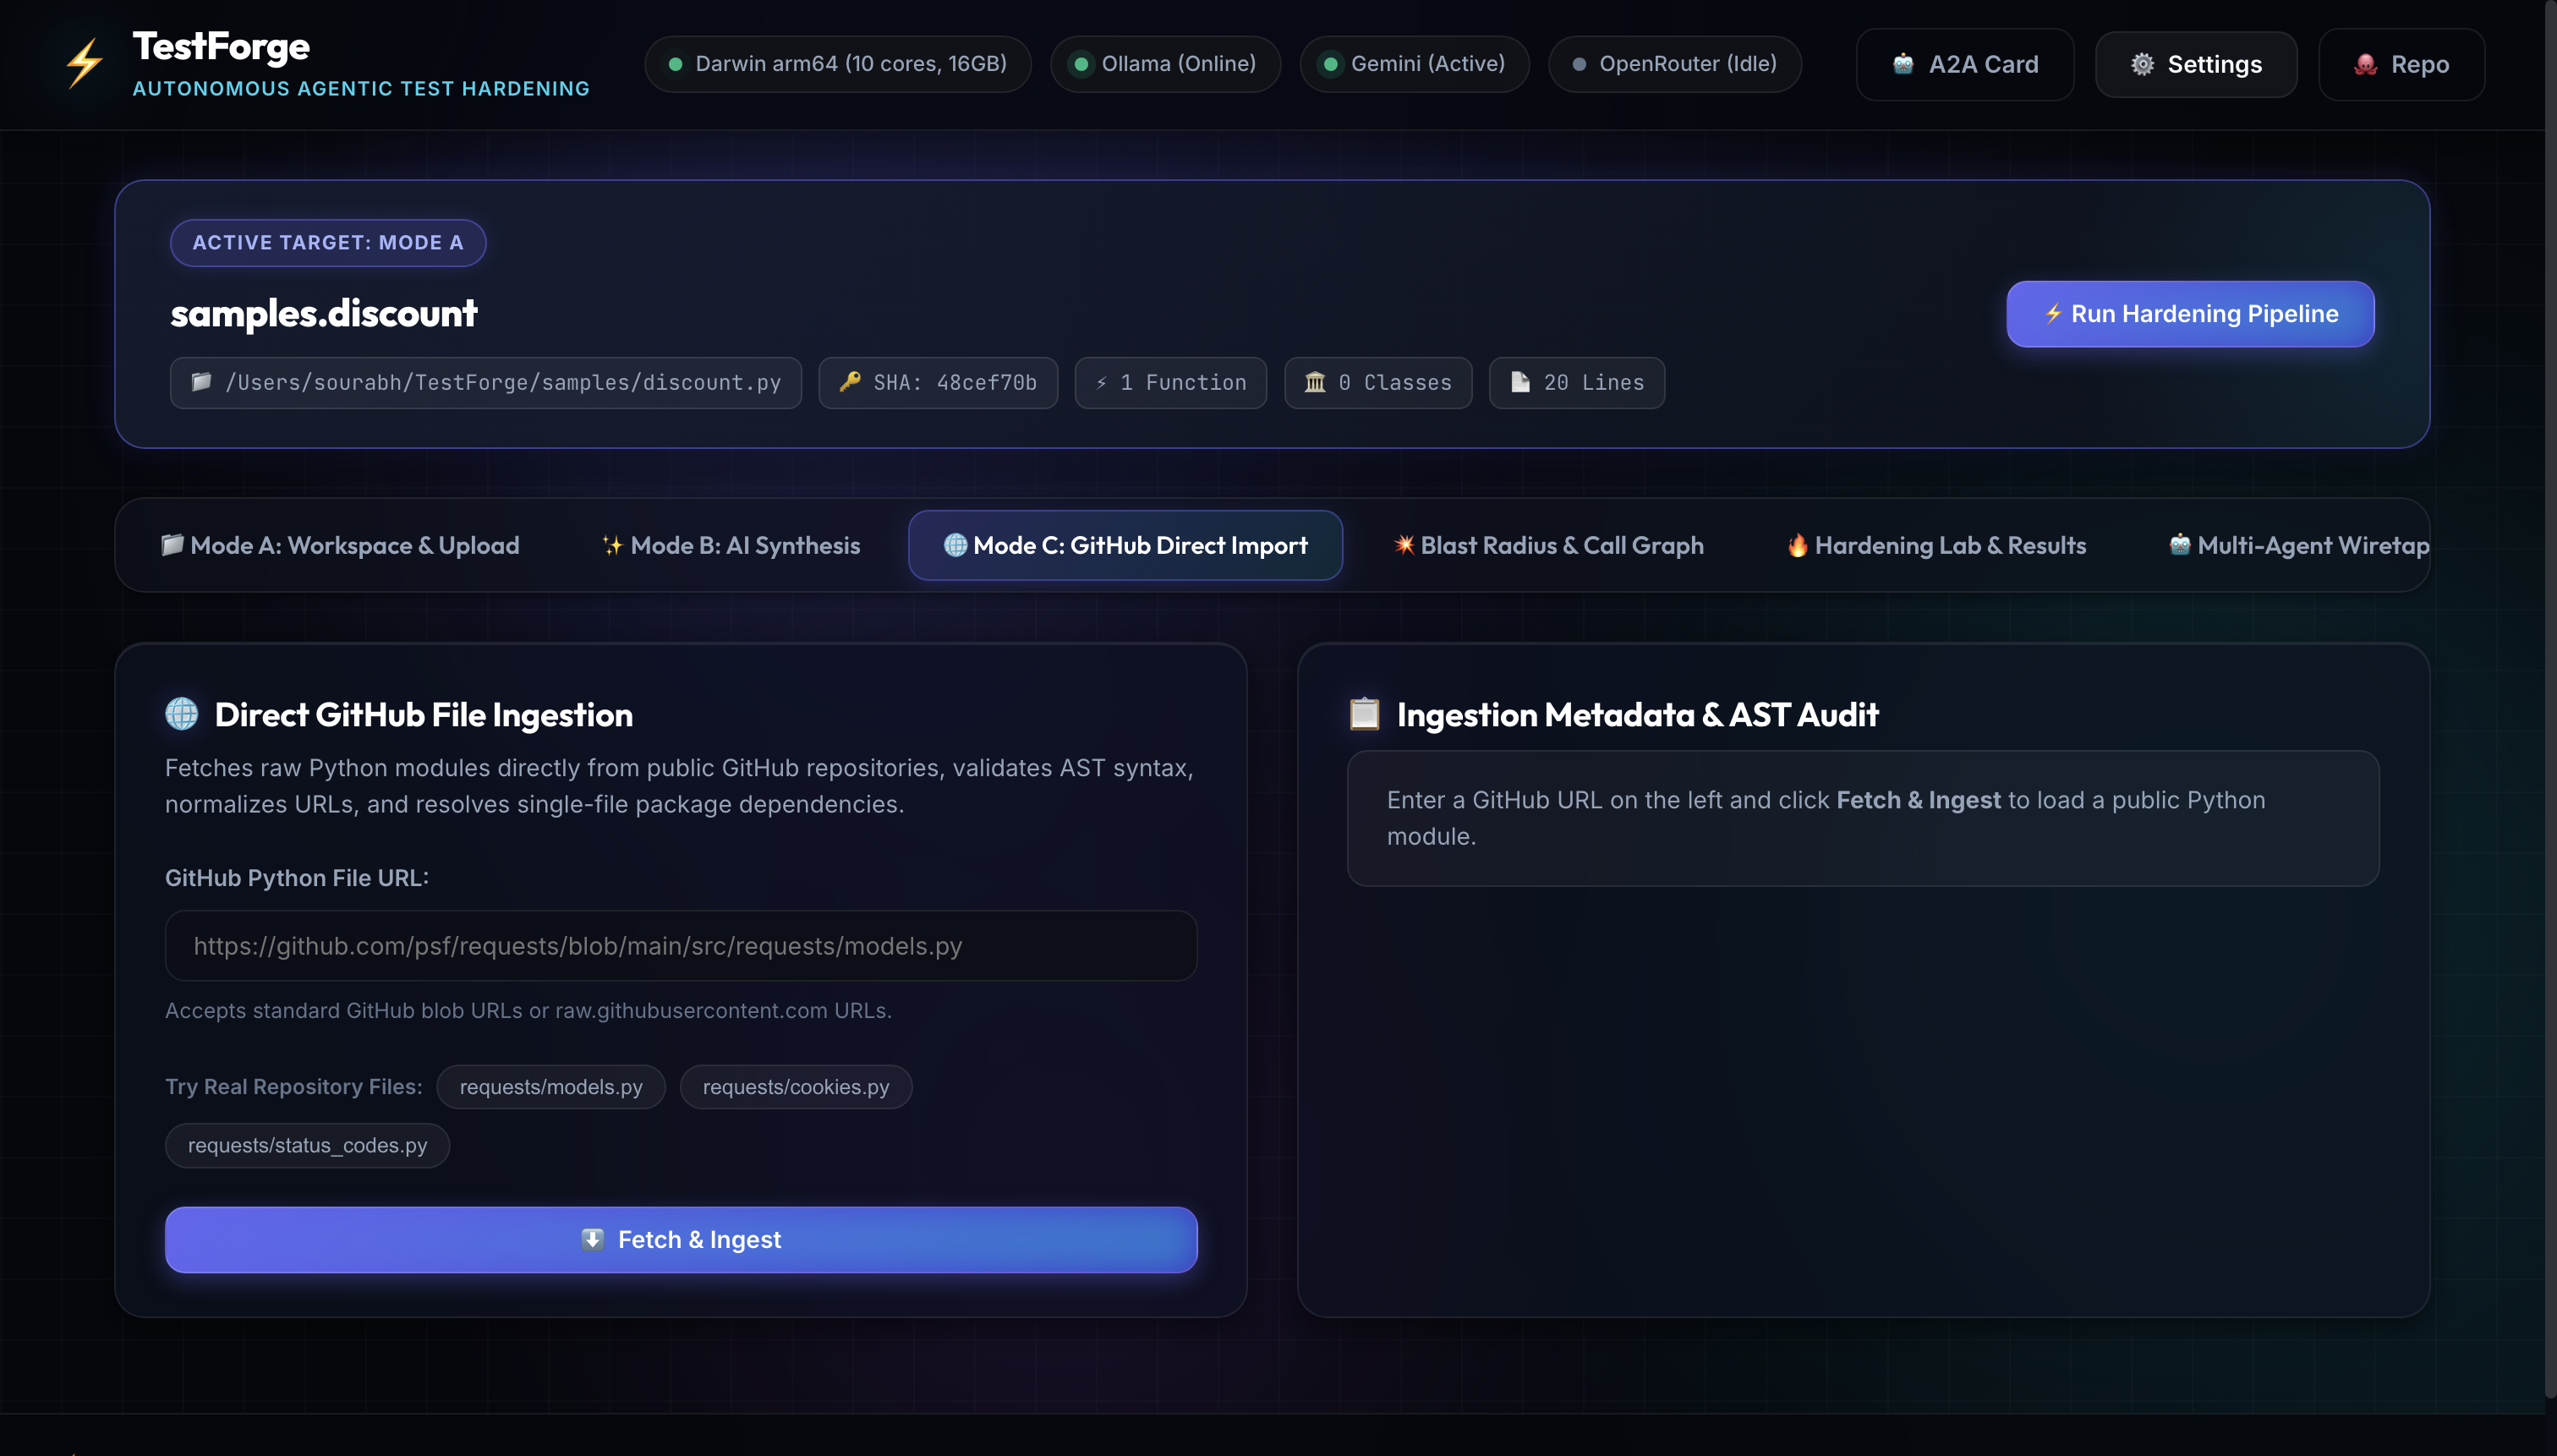 TestForge
AUTONOMOUS AGENTIC TEST HARDENING
Darwin arm64 (10 cores, 16GB)
Ollama (Online)
Gemini (Active)
OpenRouter (Idle)
A2A Card
Settings
Repo
ACTIVE TARGET: MODE A
samples.discount
/Users/sourabh/TestForge/samples/discount.py
SHA: 48cef70b
1 Function
0 Classes
20 Lines
Run Hardening Pipeline
Mode A: Workspace & Upload
Mode B: AI Synthesis
Mode C: GitHub Direct Import
Blast Radius & Call Graph
Hardening Lab & Results
Multi-Agent Wiretap
Direct GitHub File Ingestion
Fetches raw Python modules directly from public GitHub repositories, validates AST syntax,
normalizes URLs, and resolves single-file package dependencies.
GitHub Python File URL:
https://github.com/psf/requests/blob/main/src/requests/models.py
Accepts standard GitHub blob URLs or raw.githubusercontent.com URLs.
Try Real Repository Files:
requests/models.py
requests/cookies.py
requests/status_codes.py
Fetch & Ingest
Ingestion Metadata & AST Audit
Enter a GitHub URL on the left and click Fetch & Ingest to load a public Python
module.